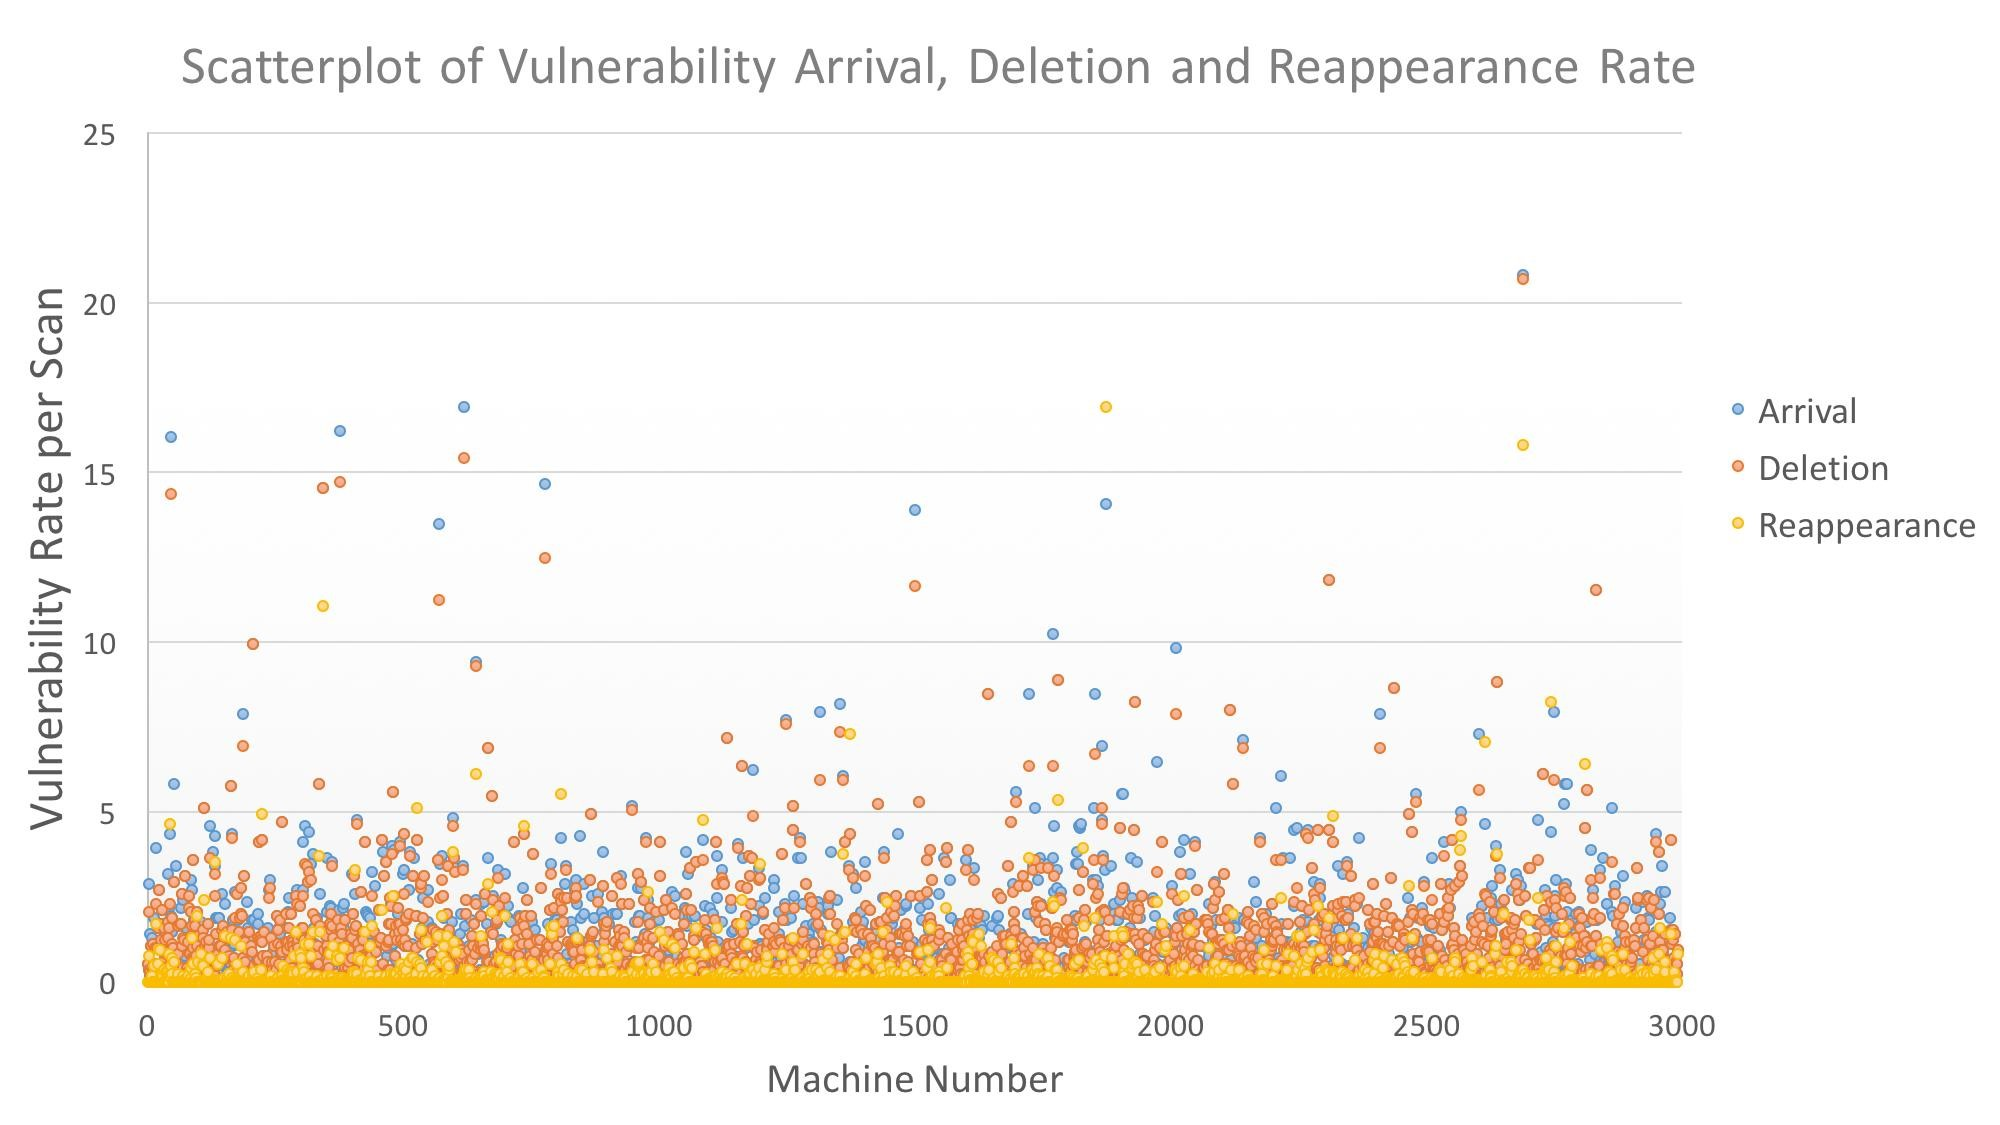 Scatterplot of Vulnerability Arrival, Deletion and Reappearance Rate
Vulnerability Rate per Scan
25
20
15
10
5
0
0 500 1000 1500 2000 2500 3000
Machine Number
Arrival
Deletion
Reappearance